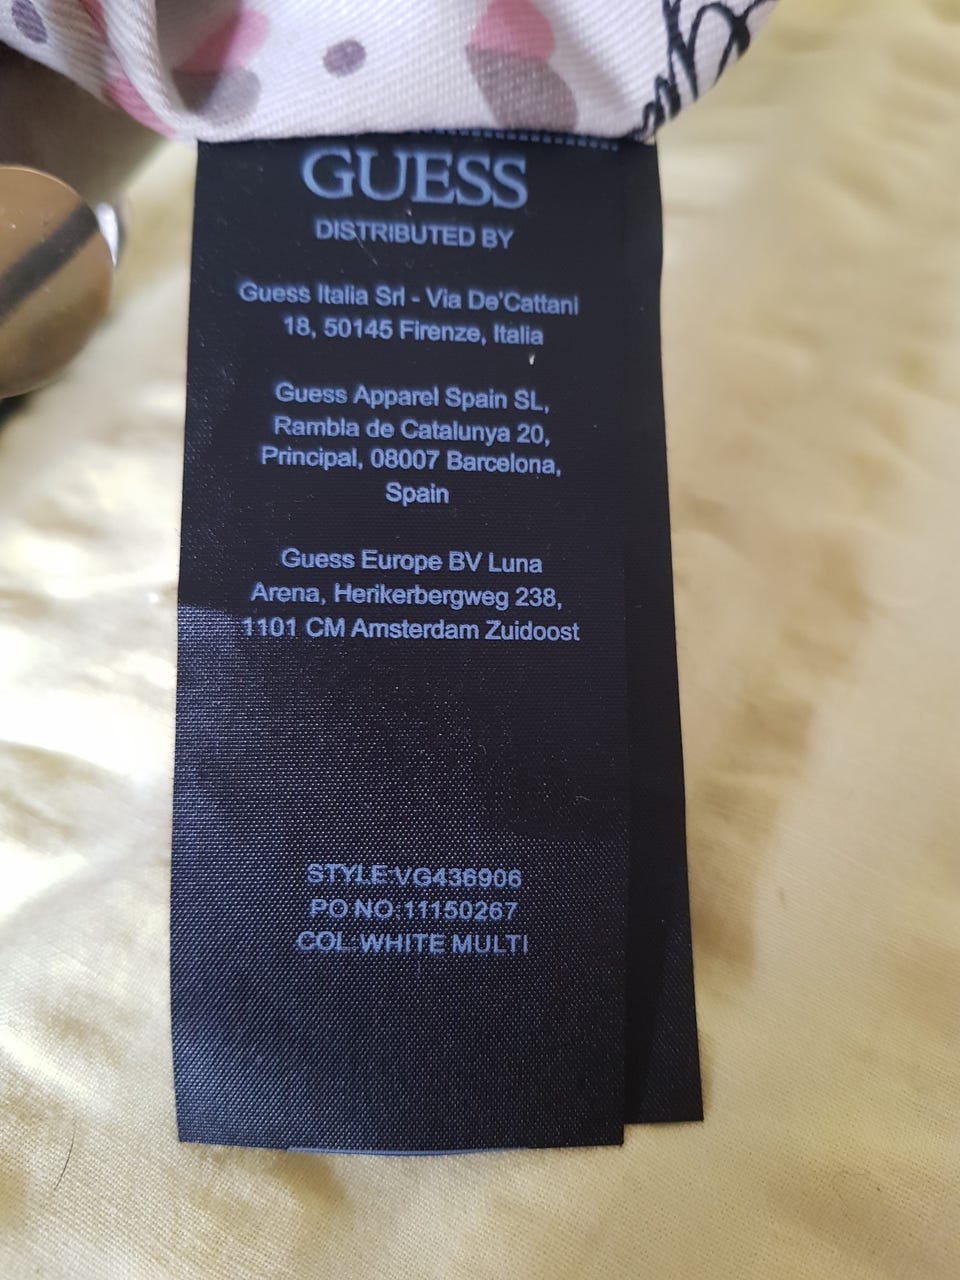 GUESS
DISTRIBUTED BY
Guess Italia Srl - Via De'Cattani
18, 50145 Firenze, Italia
Guess Apparel Spain SL,
Rambla de Catalunya 20,
Principal, 08007 Barcelona,
Spain
Guess Europe BV Luna
Arena, Herikerbergweg 238,
1101 CM Amsterdam Zuidoost
STYLE:VG436906
PO NO:11150267
COL:WHITE MULTI